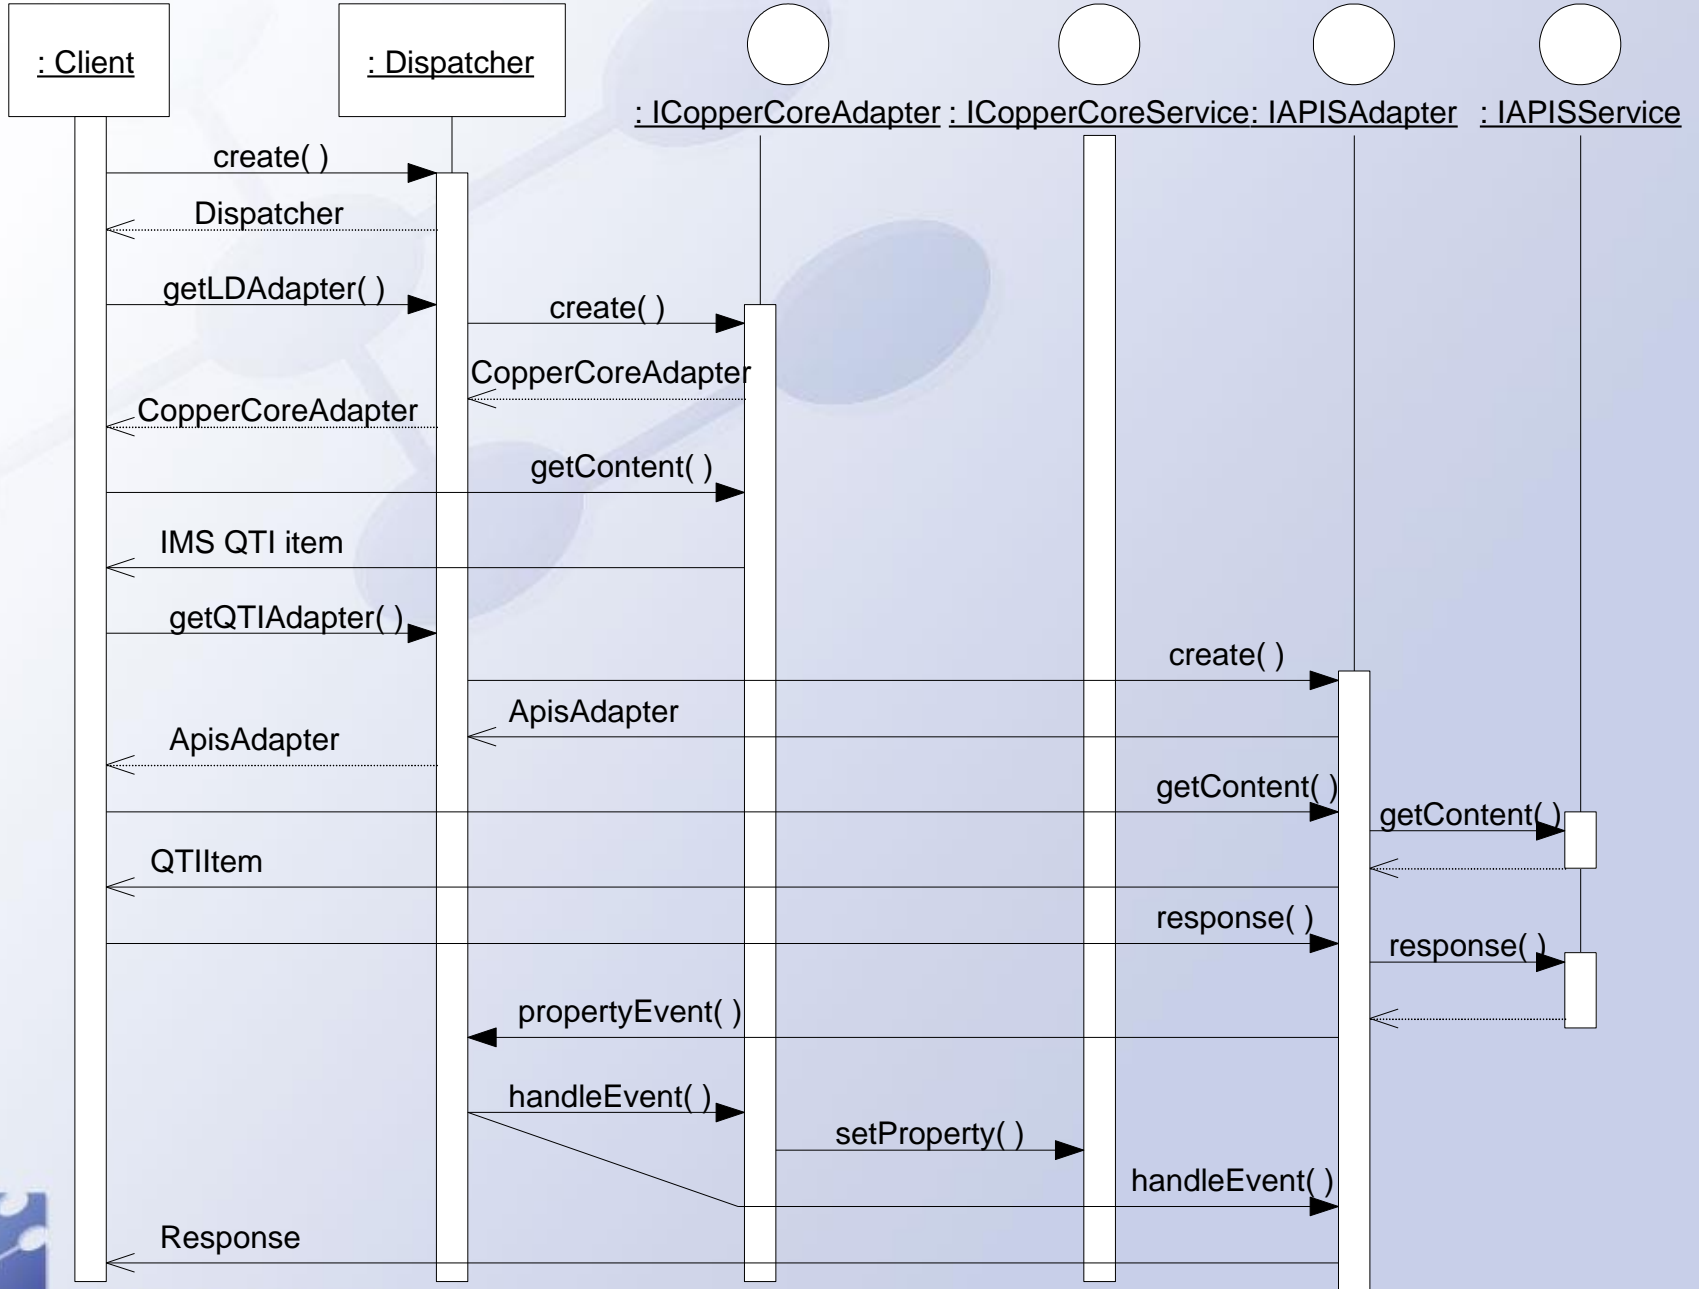 : Client
: Dispatcher
: ICopperCoreAdapter
: ICopperCoreService
: IAPISAdapter
: IAPISService
create( )
Dispatcher
getLDAdapter( )
create( )
CopperCoreAdapter
CopperCoreAdapter
getContent( )
IMS QTI item
getQTIAdapter( )
create( )
ApisAdapter
ApisAdapter
getContent( )
getContent( )
QTIItem
response( )
response( )
propertyEvent( )
handleEvent( )
setProperty( )
handleEvent( )
Response